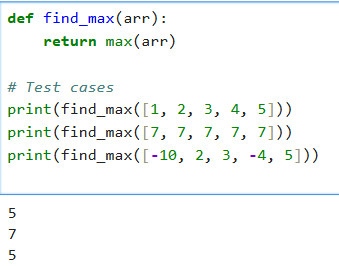 def find_max(arr):
    return max(arr)

# Test cases
print(find_max([1, 2, 3, 4, 5]))
print(find_max([7, 7, 7, 7, 7]))
print(find_max([-10, 2, 3, -4, 5]))

5
7
5